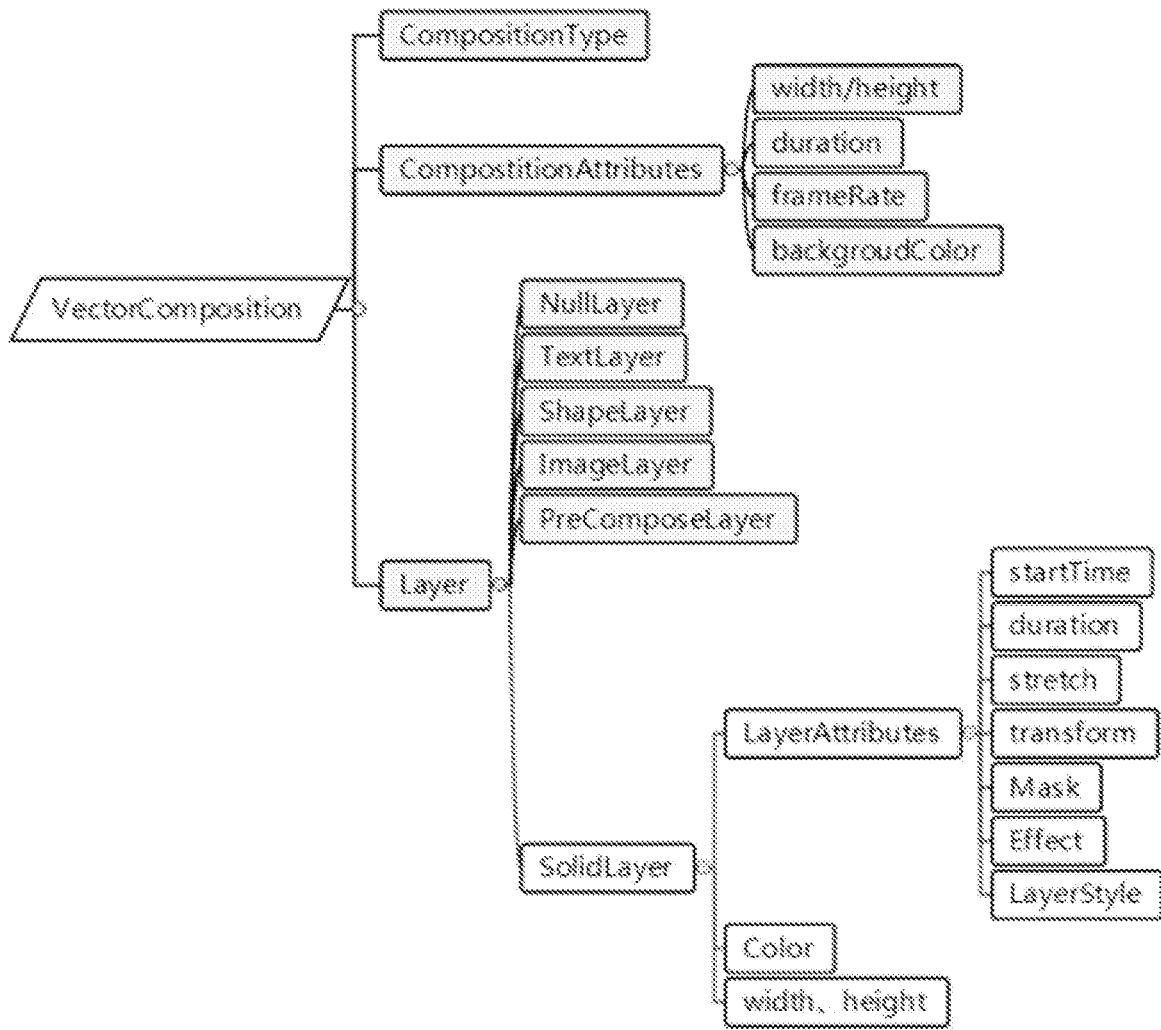 CompositionType
width/height
duration
CompostitionAttributes
frameRate
backgroudColor
VectorComposition
NullLayer
TextLayer
ShapeLayer
ImageLayer
PreComposeLayer
Layer
startTime
duration
stretch
LayerAttributes
transform
Mask
Effect
SolidLayer
LayerStyle
Color
width、height